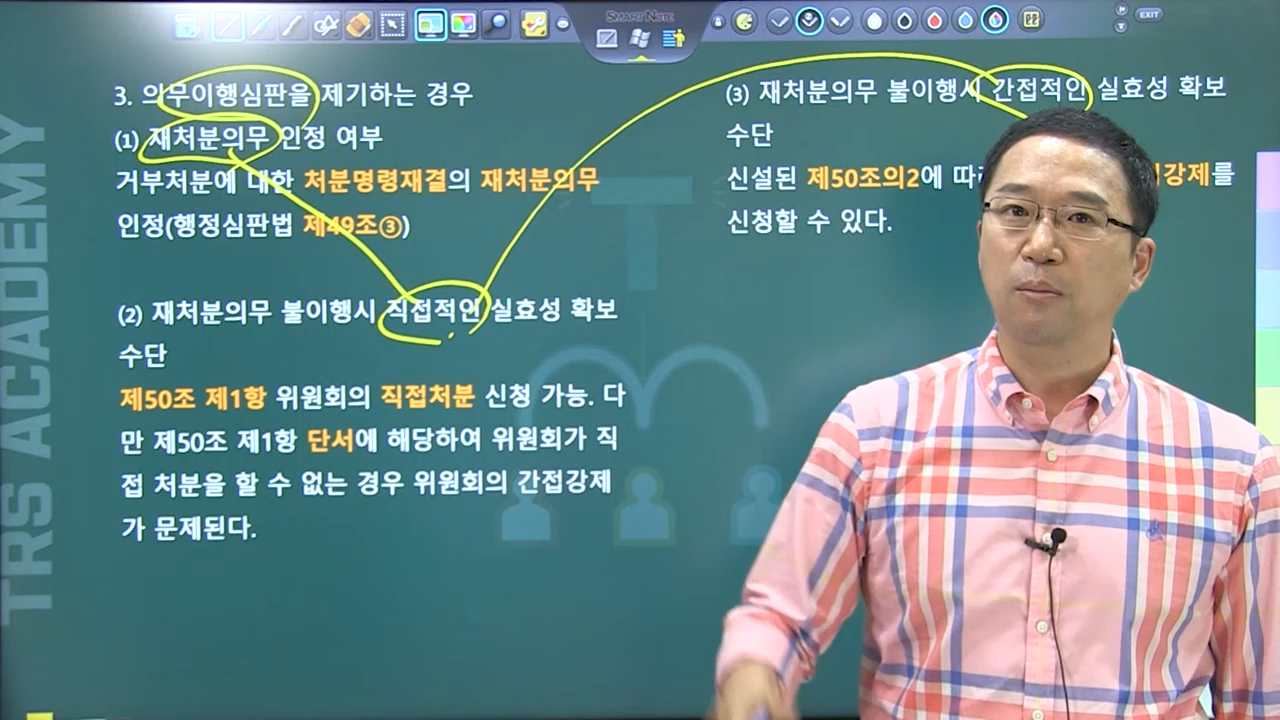 SMART NOTE
EXIT
3. 의무이행심판을 제기하는 경우
(1) 재처분의무 인정 여부
거부처분에 대한 처분명령재결의 재처분의무
인정(행정심판법 제49조③)
(2) 재처분의무 불이행시 직접적인 실효성 확보
수단
제50조 제1항 위원회의 직접처분 신청 가능. 다
만 제50조 제1항 단서에 해당하여 위원회가 직
접 처분을 할 수 없는 경우 위원회의 간접강제
가 문제된다.
(3) 재처분의무 불이행시 간접적인 실효성 확보
수단
신설된 제50조의2에 강제를
신청할 수 있다.
TRS ACADEMY